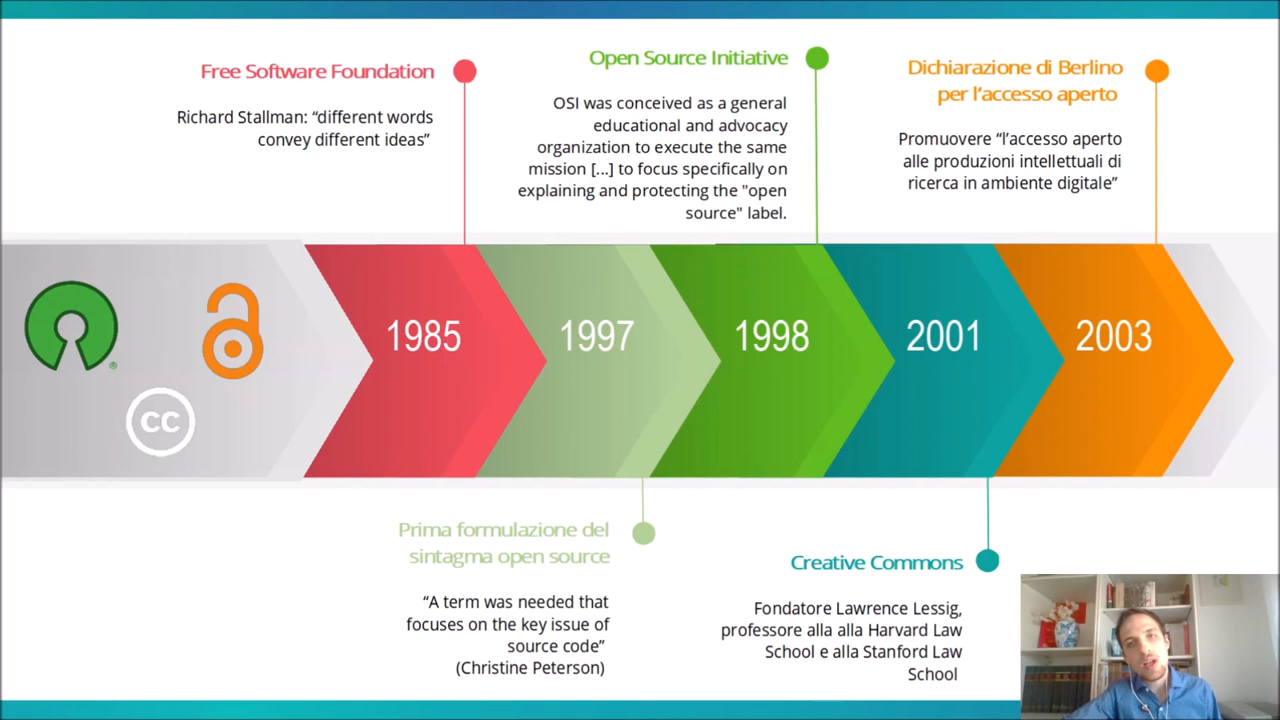 Free Software Foundation
Richard Stallman: “different words
convey different ideas”
Open Source Initiative
OSI was conceived as a general
educational and advocacy
organization to execute the same
mission [...] to focus specifically on
explaining and protecting the "open
source" label.
Dichiarazione di Berlino
per l’accesso aperto
Promuovere “l’accesso aperto
alle produzioni intellettuali di
ricerca in ambiente digitale”
®
cc
1985
1997
1998
2001
2003
Prima formulazione del
sintagma open source
“A term was needed that
focuses on the key issue of
source code”
(Christine Peterson)
Creative Commons
Fondatore Lawrence Lessig,
professore alla alla Harvard Law
School e alla Stanford Law
School